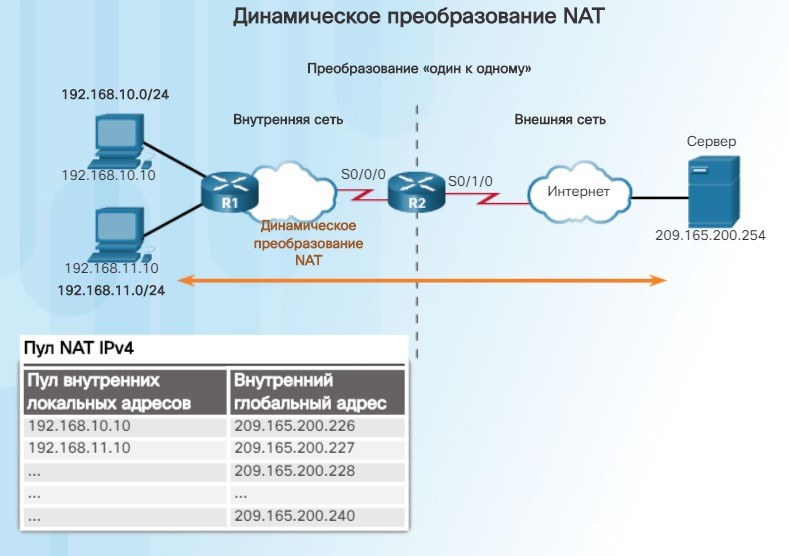 Динамическое преобразование NAT
Преобразование «один к одному»
192.168.10.0/24
Внутренняя сеть
Внешняя сеть
Сервер
192.168.10.10
S0/0/0
S0/1/0
R1
R2
Интернет
Динамическое
преобразование
NAT
209.165.200.254
192.168.11.10
192.168.11.0/24
Пул NAT IPv4
Пул внутренних
локальных адресов
Внутренний
глобальный адрес
192.168.10.10 209.165.200.226
192.168.11.10 209.165.200.227
... 209.165.200.228
... ...
... 209.165.200.240